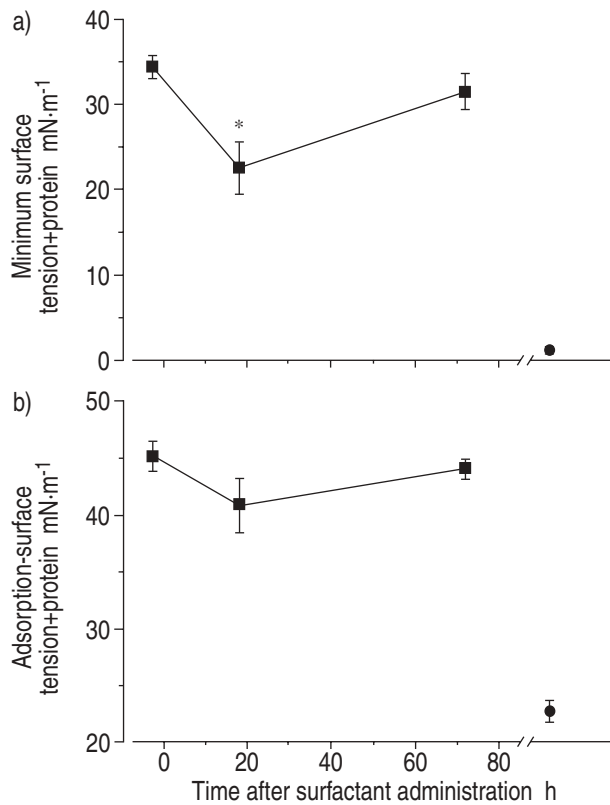 a)
40
30
20
10
0
Minimum surface
tension+protein mN·m-1
*
b)
50
40
30
20
Adsorption-surface
tension+protein mN·m-1
0 20 40 60 80
Time after surfactant administration h